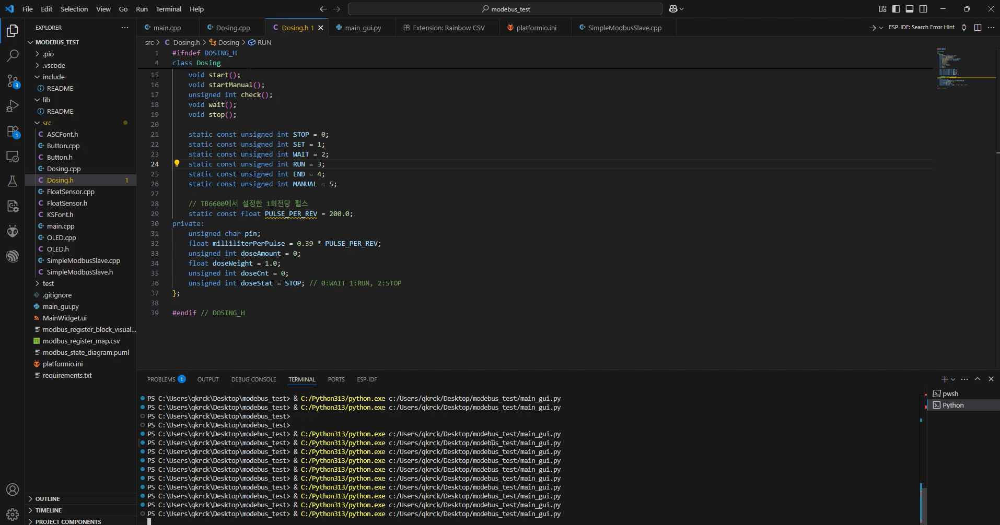 File Edit Selection View Go Run Terminal Help
modebus_test
EXPLORER
MODEBUS_TEST
.pio
.vscode
include
README
lib
README
src
ASCFont.h
Button.cpp
Button.h
Dosing.cpp
Dosing.h 1
FloatSensor.cpp
FloatSensor.h
KSFont.h
main.cpp
OLED.cpp
OLED.h
SimpleModbusSlave.cpp
SimpleModbusSlave.h
test
.gitignore
main_gui.py
MainWidget.ui
modbus_register_block_visual...
modbus_register_map.csv
modbus_state_diagram.puml
platformio.ini
requirements.txt
OUTLINE
TIMELINE
PROJECT COMPONENTS
3
1
main.cpp Dosing.cpp Dosing.h 1 main_gui.py Extension: Rainbow CSV platformio.ini SimpleModbusSlave.cpp
ESP-IDF: Search Error Hint
src > Dosing.h > Dosing > RUN
1 #ifndef DOSING_H
4 class Dosing
15 void start();
16 void startManual();
17 unsigned int check();
18 void wait();
19 void stop();
20
21 static const unsigned int STOP = 0;
22 static const unsigned int SET = 1;
23 static const unsigned int WAIT = 2;
24 static const unsigned int RUN = 3;
25 static const unsigned int END = 4;
26 static const unsigned int MANUAL = 5;
27
28 // TB6600에서 설정한 1회전당 펄스
29 static const float PULSE_PER_REV = 200.0;
30 private:
31 unsigned char pin;
32 float milliliterPerPulse = 0.39 * PULSE_PER_REV;
33 unsigned int doseAmount = 0;
34 float doseWeight = 1.0;
35 unsigned int doseCnt = 0;
36 unsigned int doseStat = STOP; // 0:WAIT 1:RUN, 2:STOP
37 };
38
39 #endif // DOSING_H
PROBLEMS 1 OUTPUT DEBUG CONSOLE TERMINAL PORTS ESP-IDF
PS C:\Users\qkrck\Desktop\modebus_test> & C:/Python313/python.exe c:/Users/qkrck/Desktop/modebus_test/main_gui.py
PS C:\Users\qkrck\Desktop\modebus_test> & C:/Python313/python.exe c:/Users/qkrck/Desktop/modebus_test/main_gui.py
PS C:\Users\qkrck\Desktop\modebus_test>
PS C:\Users\qkrck\Desktop\modebus_test>
PS C:\Users\qkrck\Desktop\modebus_test> & C:/Python313/python.exe c:/Users/qkrck/Desktop/modebus_test/main_gui.py
PS C:\Users\qkrck\Desktop\modebus_test> & C:/Python313/python.exe c:/Users/qkrck/Desktop/modebus_test/main_gui.py
PS C:\Users\qkrck\Desktop\modebus_test> & C:/Python313/python.exe c:/Users/qkrck/Desktop/modebus_test/main_gui.py
PS C:\Users\qkrck\Desktop\modebus_test> & C:/Python313/python.exe c:/Users/qkrck/Desktop/modebus_test/main_gui.py
PS C:\Users\qkrck\Desktop\modebus_test> & C:/Python313/python.exe c:/Users/qkrck/Desktop/modebus_test/main_gui.py
PS C:\Users\qkrck\Desktop\modebus_test> & C:/Python313/python.exe c:/Users/qkrck/Desktop/modebus_test/main_gui.py
PS C:\Users\qkrck\Desktop\modebus_test> & C:/Python313/python.exe c:/Users/qkrck/Desktop/modebus_test/main_gui.py
PS C:\Users\qkrck\Desktop\modebus_test> & C:/Python313/python.exe c:/Users/qkrck/Desktop/modebus_test/main_gui.py
PS C:\Users\qkrck\Desktop\modebus_test> & C:/Python313/python.exe c:/Users/qkrck/Desktop/modebus_test/main_gui.py
PS C:\Users\qkrck\Desktop\modebus_test> & C:/Python313/python.exe c:/Users/qkrck/Desktop/modebus_test/main_gui.py
pwsh
Python